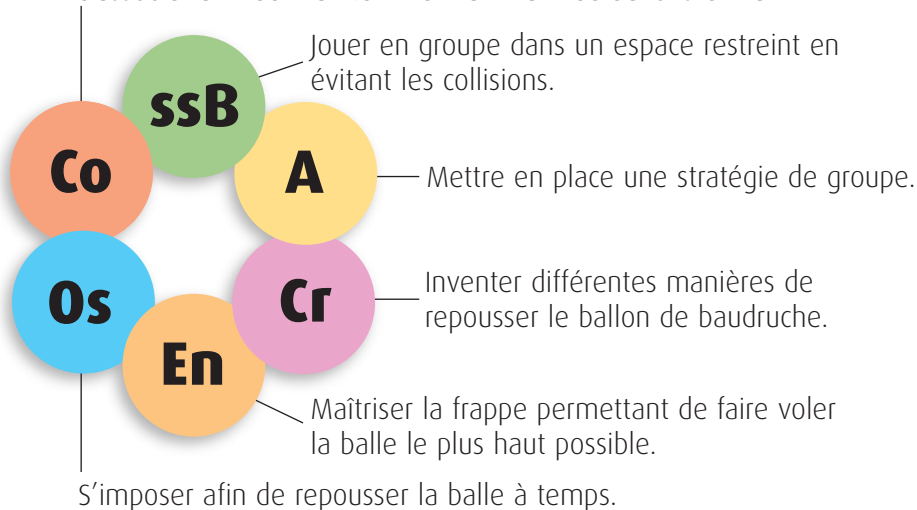 Jouer en groupe dans un espace restreint en
évitant les collisions.
ssB
Co
A
Mettre en place une stratégie de groupe.
Inventer différentes manières de
repousser le ballon de baudruche.
Os
Cr
En
Maîtriser la frappe permettant de faire voler
la balle le plus haut possible.
S’imposer afin de repousser la balle à temps.